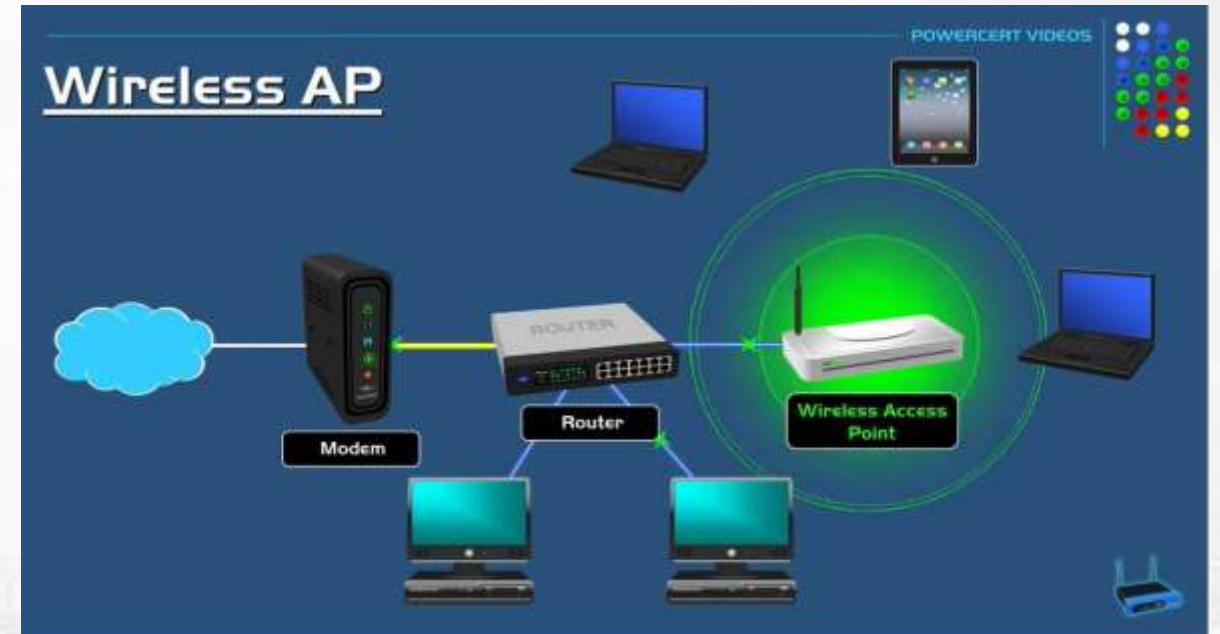 POWERCERT VIDEOS
Wireless AP
ROUTER
Wireless Access
Point
Router
Modem